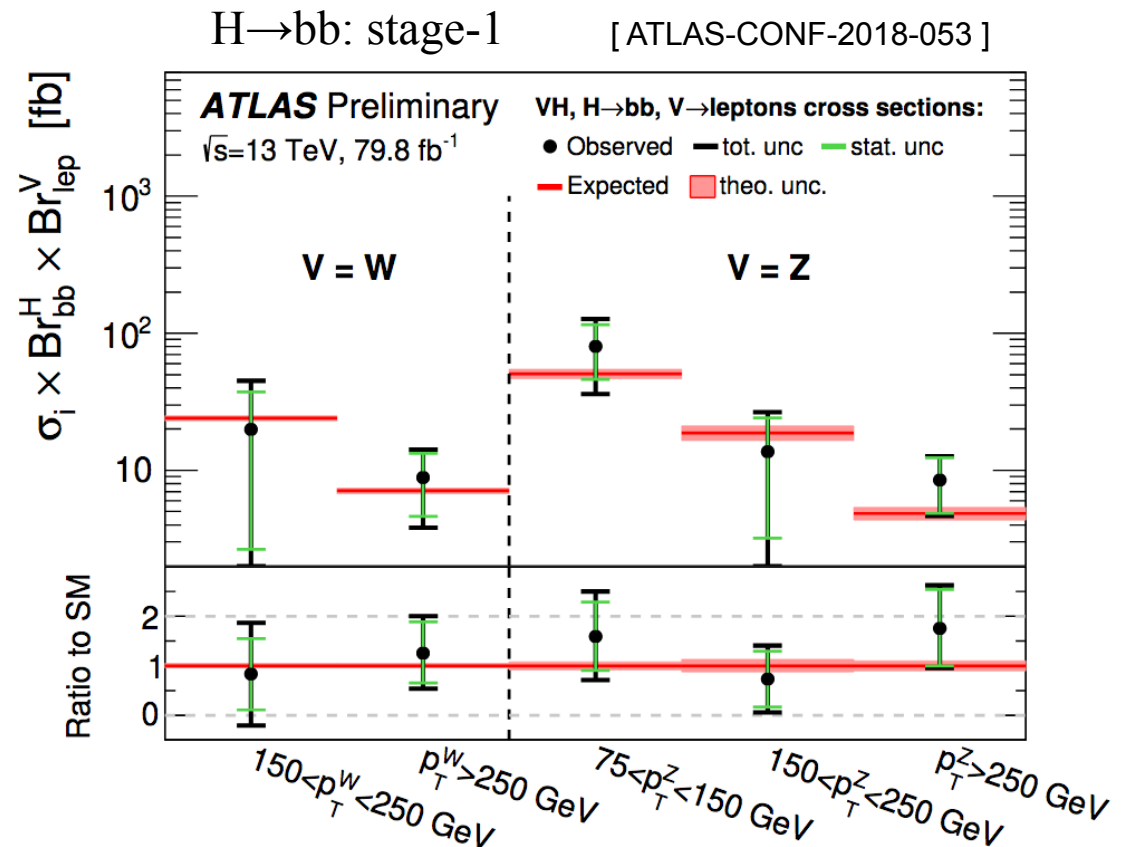 H→bb: stage-1 [ ATLAS-CONF-2018-053 ]
σ_i × Br^H_bb × Br^V_lep [fb]
ATLAS Preliminary
√s=13 TeV, 79.8 fb⁻¹
VH, H→bb, V→leptons cross sections:
Observed tot. unc stat. unc
Expected theo. unc.
10³
V = W V = Z
10²
10
Ratio to SM
2
1
0
150<p_T^W<250 GeV
p_T^W>250 GeV
75<p_T^Z<150 GeV
150<p_T^Z<250 GeV
p_T^Z>250 GeV